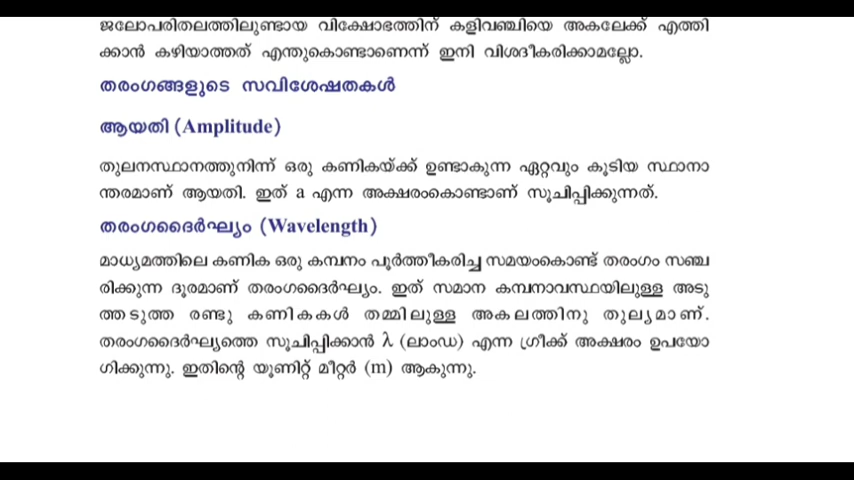 ജലോപരിതലത്തിലുണ്ടായ വിക്ഷോഭത്തിന് കളിവഞ്ചിയെ അകലേക്ക് എത്തി
ക്കാൻ കഴിയാത്തത് എന്തുകൊണ്ടാണെന്ന് ഇനി വിശദീകരിക്കാമല്ലോ.
തരംഗങ്ങളുടെ സവിശേഷതകൾ
ആയതി (Amplitude)
തുലനസ്ഥാനത്തുനിന്ന് ഒരു കണികയ്ക്ക് ഉണ്ടാകുന്ന ഏറ്റവും കൂടിയ സ്ഥാനാ
ന്തരമാണ് ആയതി. ഇത് a എന്ന അക്ഷരംകൊണ്ടാണ് സൂചിപ്പിക്കുന്നത്.
തരംഗദൈർഘ്യം (Wavelength)
മാധ്യമത്തിലെ കണിക ഒരു കമ്പനം പൂർത്തീകരിച്ച സമയംകൊണ്ട് തരംഗം സഞ്ച
രിക്കുന്ന ദൂരമാണ് തരംഗദൈർഘ്യം. ഇത് സമാന കമ്പനാവസ്ഥയിലുള്ള അടു
ത്തടുത്ത രണ്ടു കണികകൾ തമ്മിലുള്ള അകലത്തിനു തുല്യമാണ്.
തരംഗദൈർഘ്യത്തെ സൂചിപ്പിക്കാൻ λ (ലാംഡ) എന്ന ഗ്രീക്ക് അക്ഷരം ഉപയോ
ഗിക്കുന്നു. ഇതിന്റെ യൂണിറ്റ് മീറ്റർ (m) ആകുന്നു.